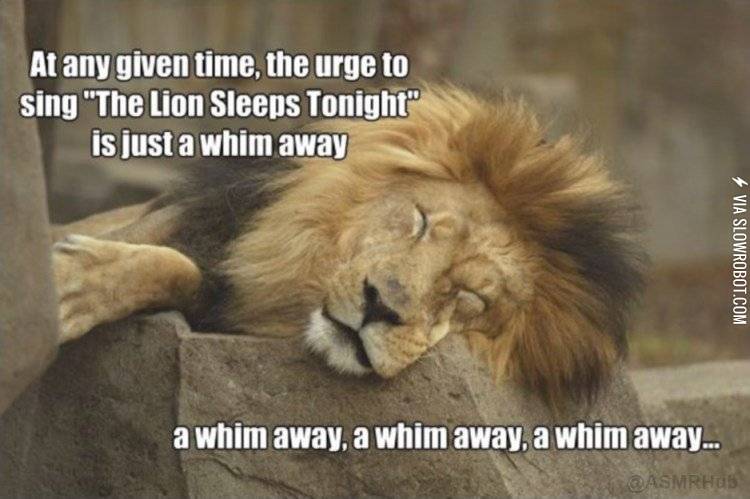 At any given time, the urge to
sing "The Lion Sleeps Tonight"
is just a whim away
a whim away, a whim away, a whim away...
VIA SLOWROBOT.COM
@ASMRHub